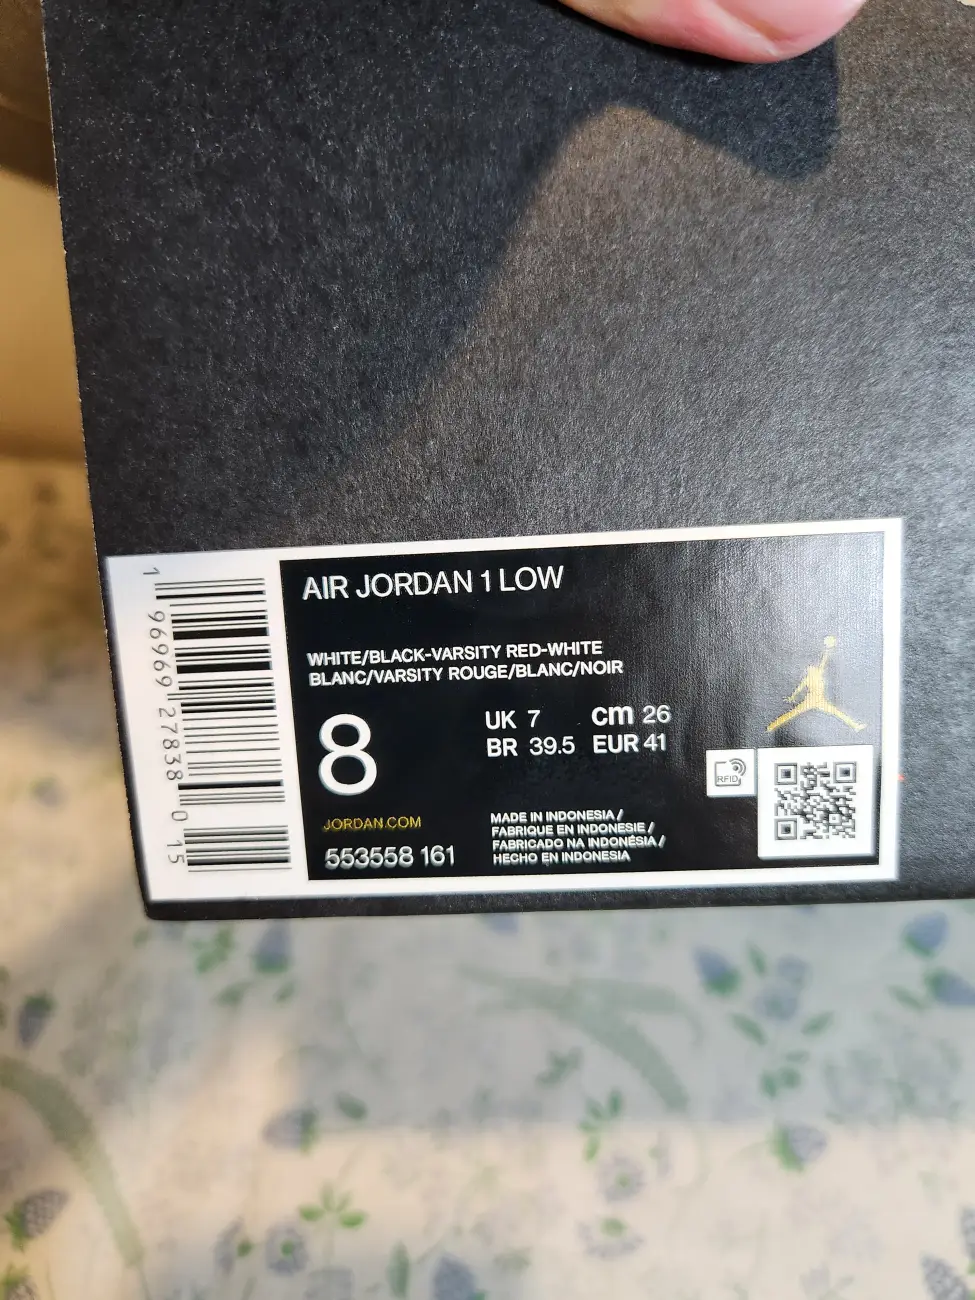 AIR JORDAN 1 LOW
WHITE/BLACK-VARSITY RED-WHITE
BLANC/VARSITY ROUGE/BLANC/NOIR
8
UK 7 cm 26
BR 39.5 EUR 41
JORDAN.COM
553558 161
MADE IN INDONESIA /
FABRIQUE EN INDONESIE /
FABRICADO NA INDONÉSIA /
HECHO EN INDONESIA
RFID
1 96969 27838 0 15